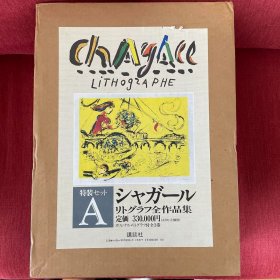 chagall
LiTHOGRAPHE
特装セット
A
シャガール
リトグラフ全作品集
定価 330,000円
講談社